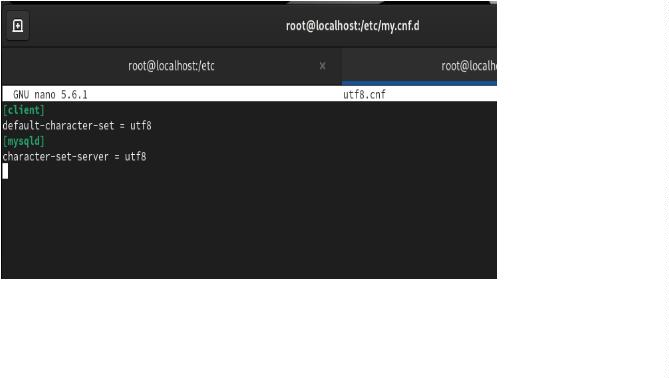 root@localhost:/etc/my.cnf.d
root@localhost:/etc × root@localh
GNU nano 5.6.1 utf8.cnf
[client]
default-character-set = utf8
[mysqld]
character-set-server = utf8